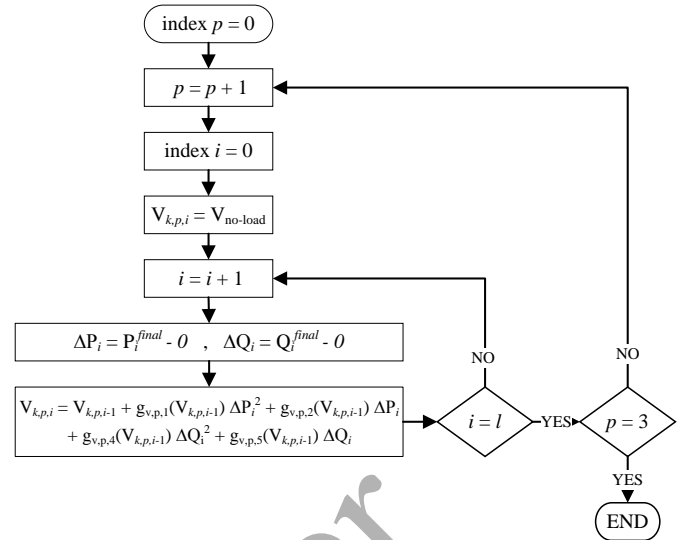 index p = 0
p = p + 1
index i = 0
V_{k,p,i} = V_{no-load}
i = i + 1
ΔP_i = P_i^{final} - 0 , ΔQ_i = Q_i^{final} - 0
V_{k,p,i} = V_{k,p,i-1} + g_{v,p,1}(V_{k,p,i-1}) ΔP_i^2 + g_{v,p,2}(V_{k,p,i-1}) ΔP_i
+ g_{v,p,4}(V_{k,p,i-1}) ΔQ_i^2 + g_{v,p,5}(V_{k,p,i-1}) ΔQ_i
NO
i = l
YES
NO
p = 3
YES
END